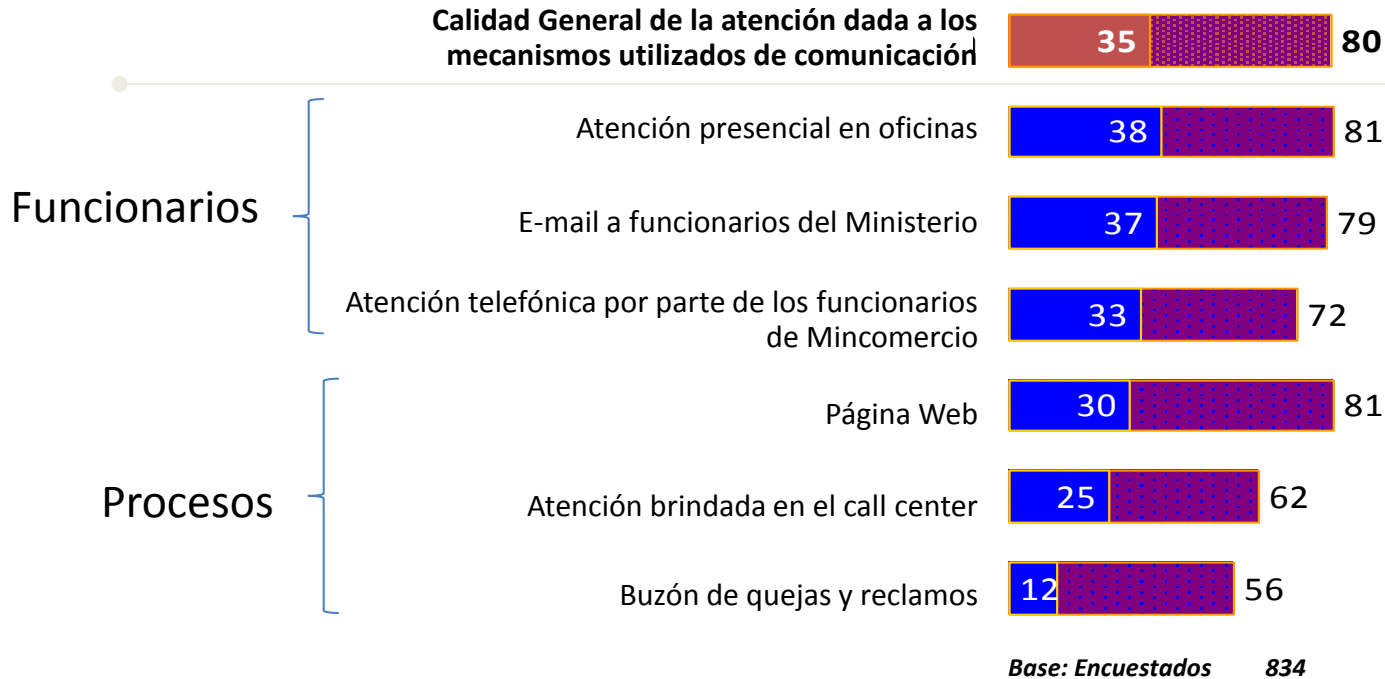 Calidad General de la atención dada a los
mecanismos utilizados de comunicación
35 80
Funcionarios
Atención presencial en oficinas
38 81
E-mail a funcionarios del Ministerio
37 79
Atención telefónica por parte de los funcionarios
de Mincomercio
33 72
Procesos
Página Web
30 81
Atención brindada en el call center
25 62
Buzón de quejas y reclamos
12 56
Base: Encuestados 834